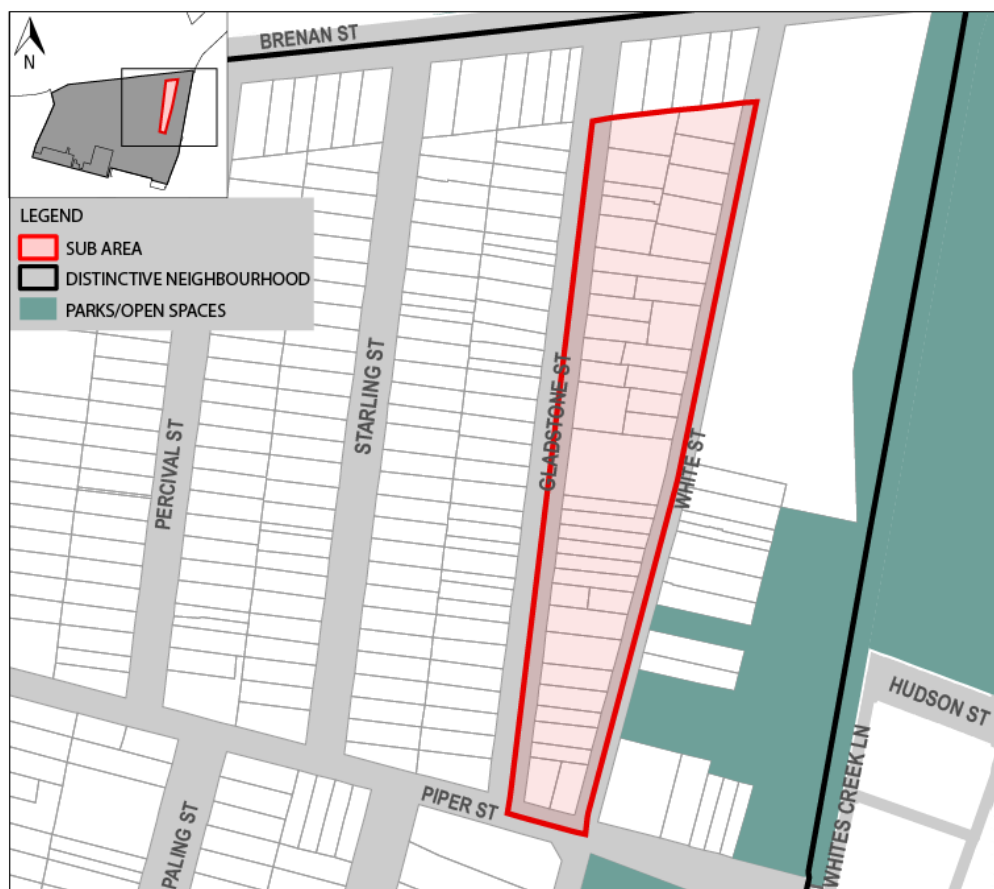 BRENAN ST
N
LEGEND
SUB AREA
DISTINCTIVE NEIGHBOURHOOD
PARKS/OPEN SPACES
PERCIVAL ST
STARLING ST
GLADSTONE ST
WHITE ST
HUDSON ST
WHITES CREEK LN
PIPER ST
PALING ST